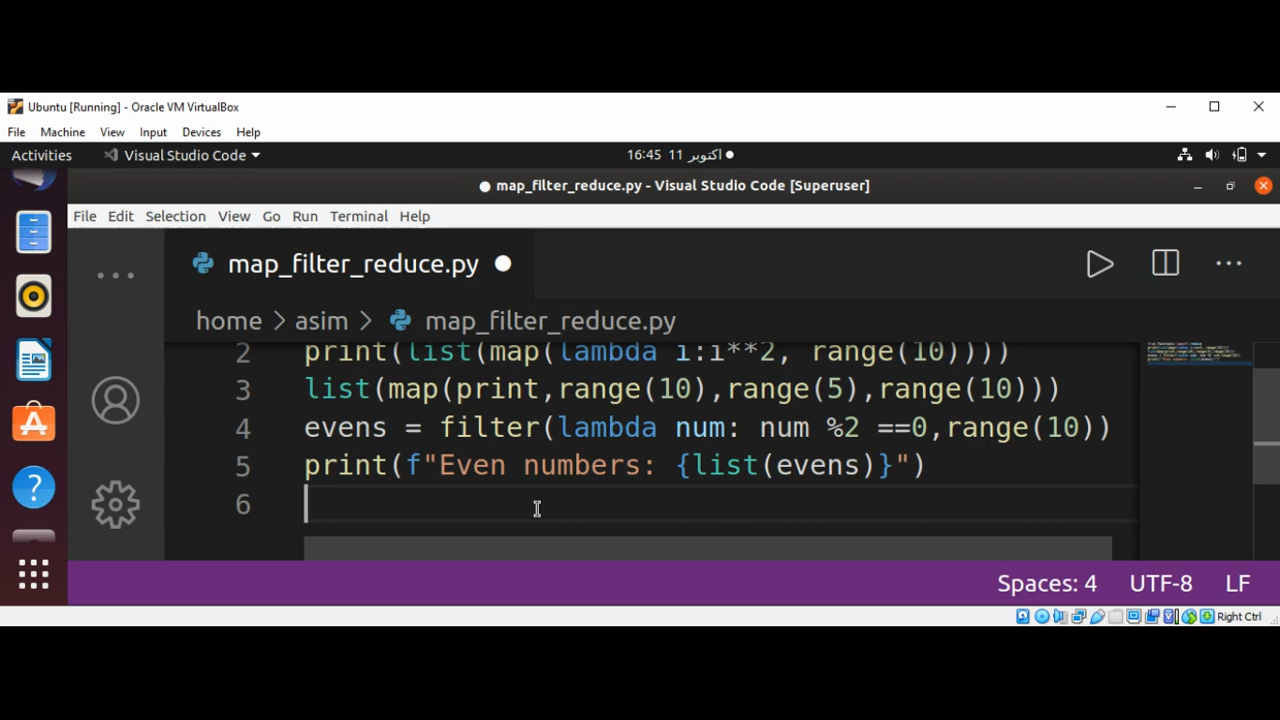 Ubuntu [Running] - Oracle VM VirtualBox
File Machine View Input Devices Help
Activities Visual Studio Code 16:45 11 اکتوبر
● map_filter_reduce.py - Visual Studio Code [Superuser]
File Edit Selection View Go Run Terminal Help
map_filter_reduce.py
home > asim > map_filter_reduce.py
2 print(list(map(lambda i:i**2, range(10))))
3 list(map(print,range(10),range(5),range(10)))
4 evens = filter(lambda num: num %2 ==0,range(10))
5 print(f"Even numbers: {list(evens)}")
6
Spaces: 4 UTF-8 LF
Right Ctrl